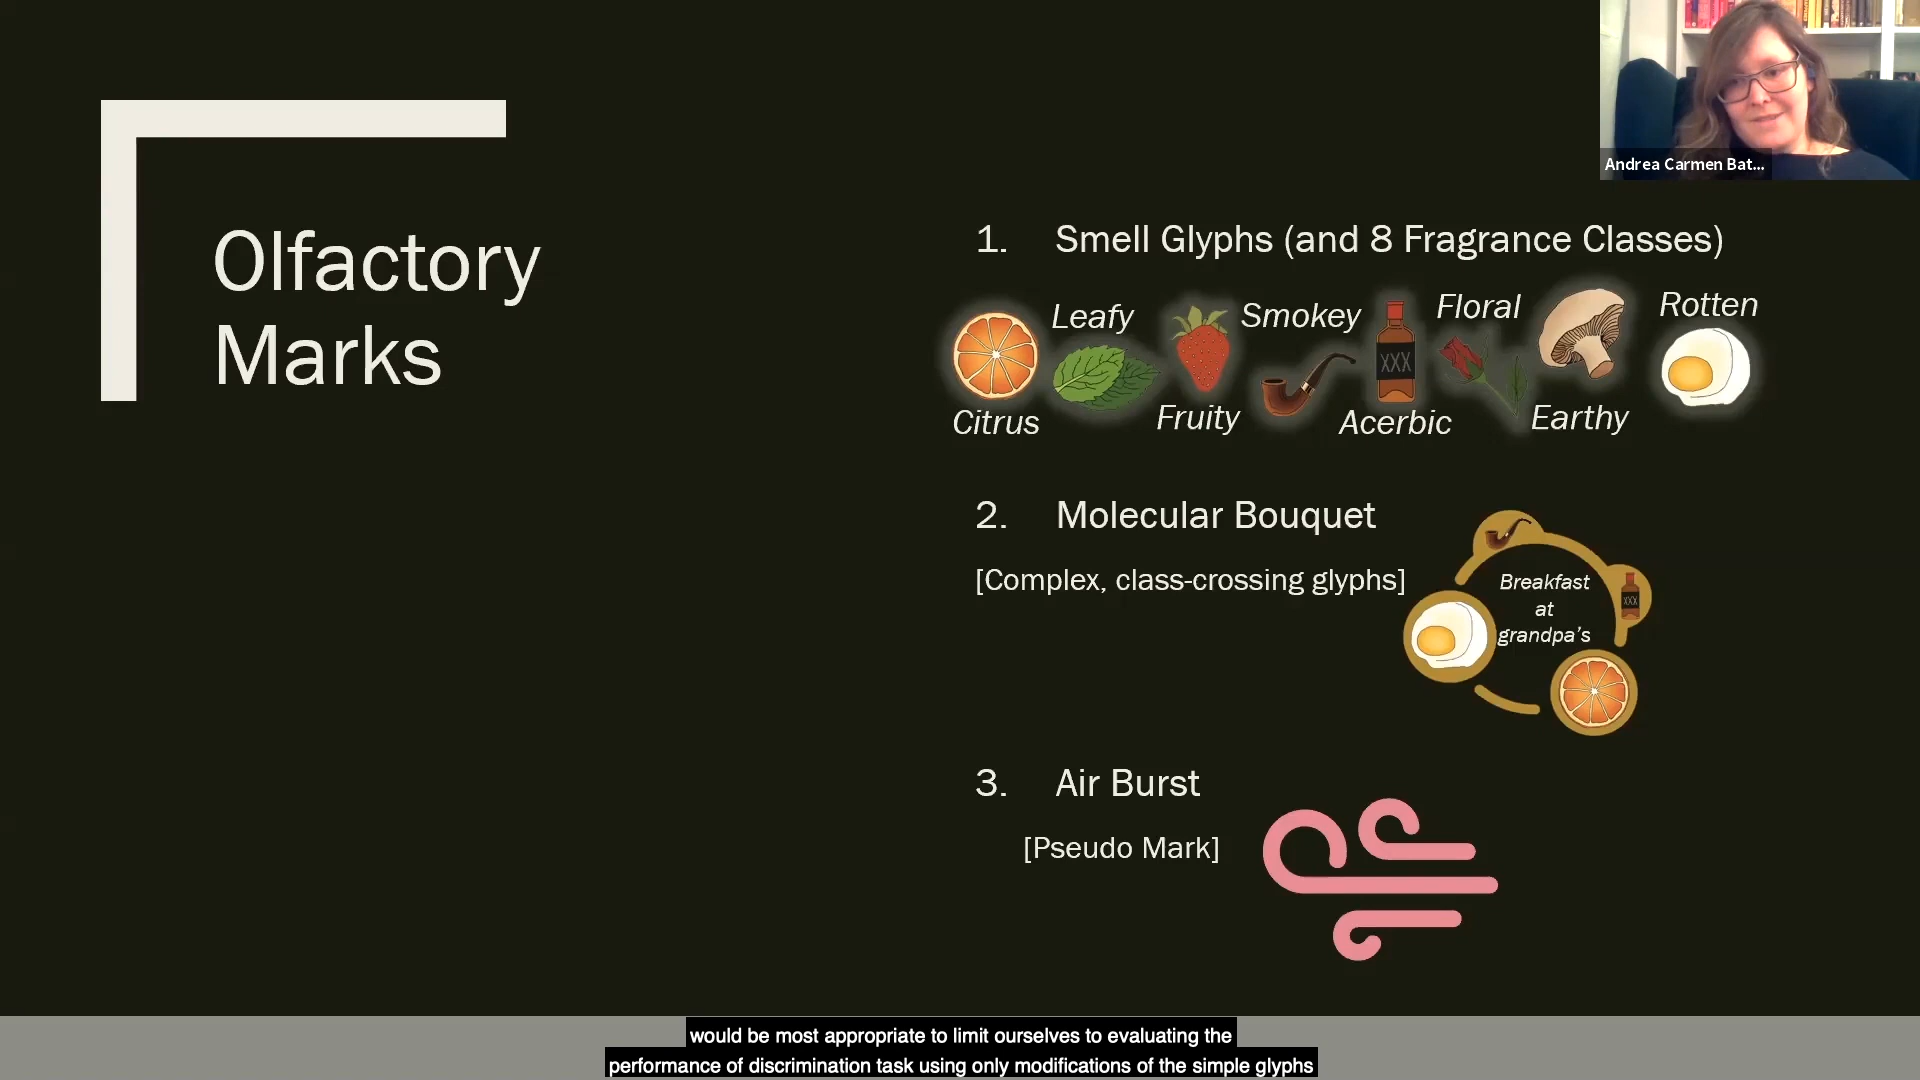 Andrea Carmen Bat...
Olfactory
Marks
1. Smell Glyphs (and 8 Fragrance Classes)
Citrus
Leafy
Fruity
Smokey
XXX
Acerbic
Floral
Earthy
Rotten
2. Molecular Bouquet
[Complex, class-crossing glyphs]
Breakfast
at
grandpa's
XXX
3. Air Burst
[Pseudo Mark]
would be most appropriate to limit ourselves to evaluating the
performance of discrimination task using only modifications of the simple glyphs